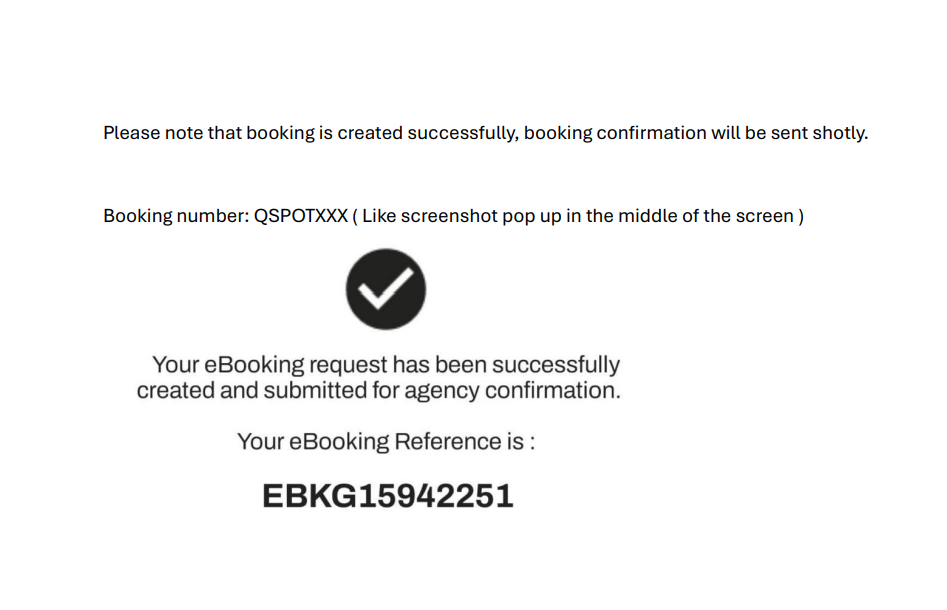 Please note that booking is created successfully, booking confirmation will be sent shotly.
Booking number: QSPOTXXX ( Like screenshot pop up in the middle of the screen )
Your eBooking request has been successfully
created and submitted for agency confirmation.
Your eBooking Reference is :
EBKG15942251